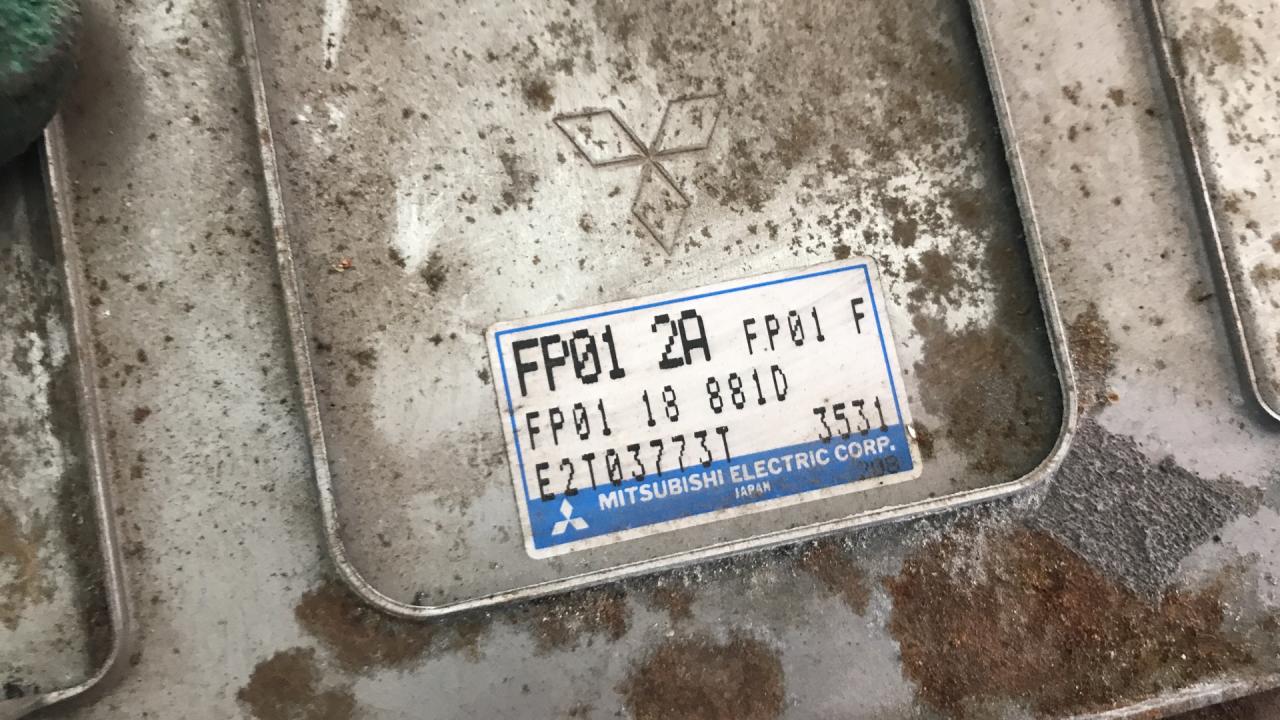 FP01 2A FP01 F
FP01 18 881D
E2T03773T 3531
MITSUBISHI ELECTRIC CORP.
JAPAN